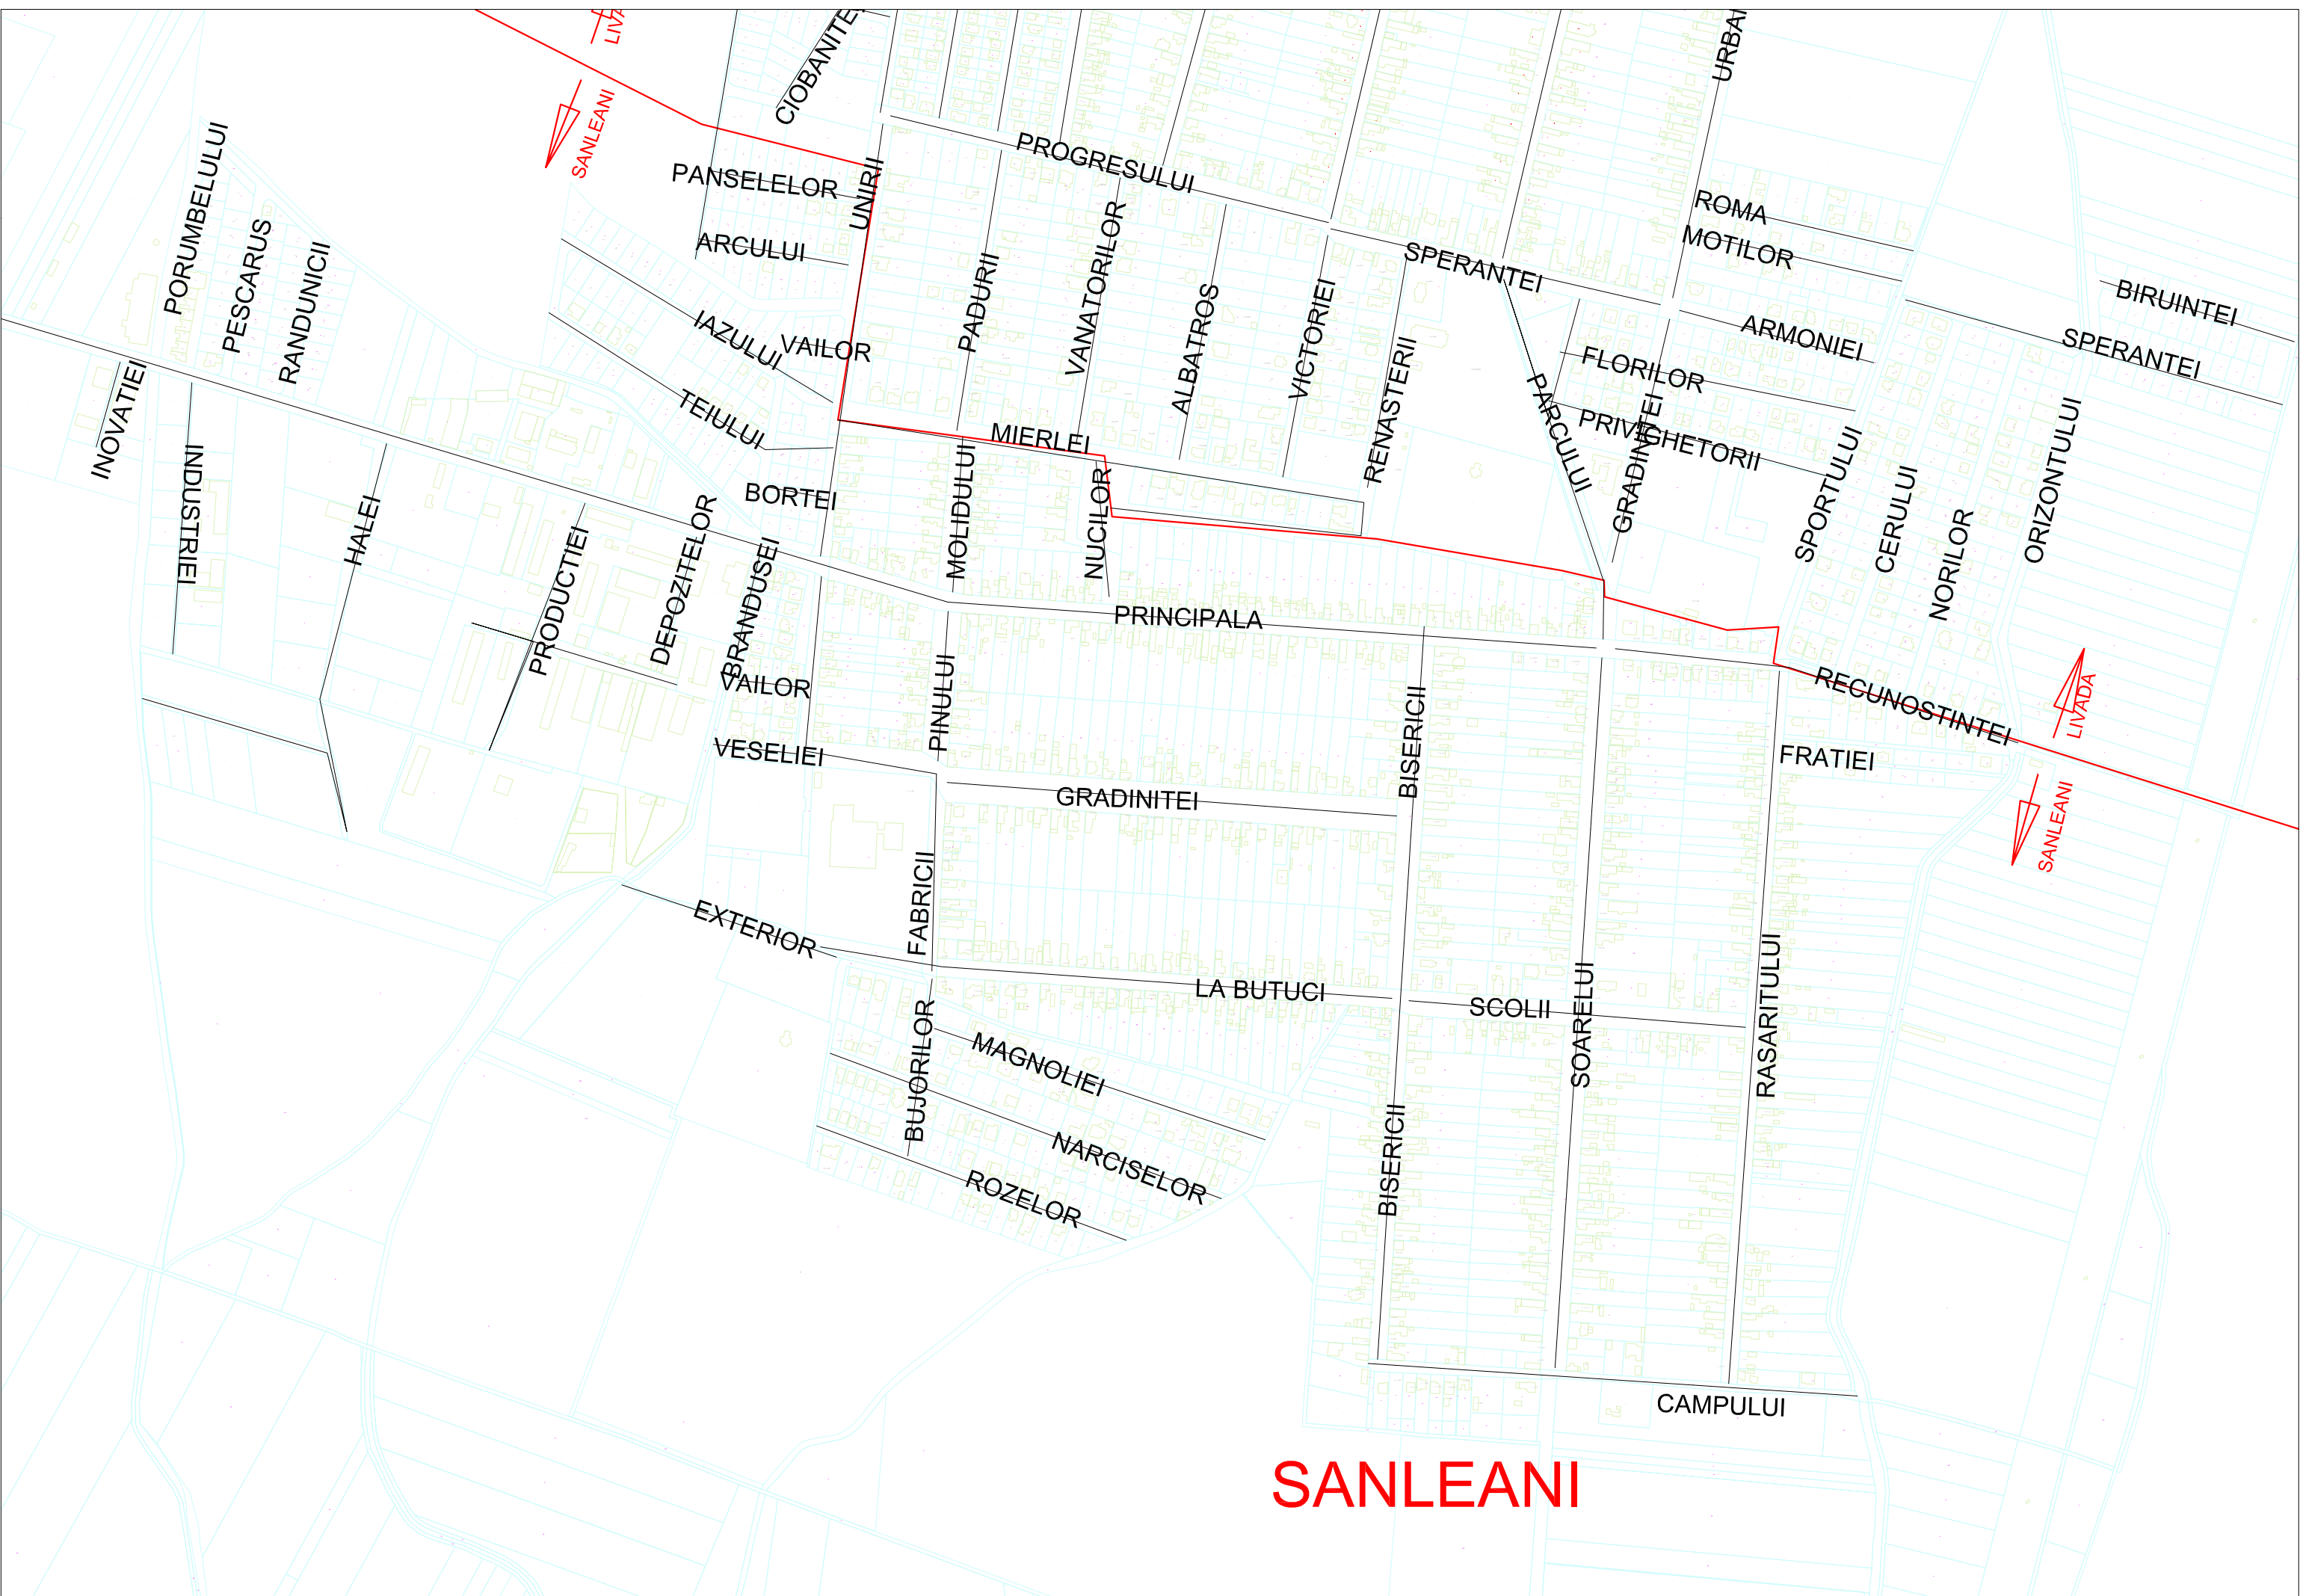 LIVA
CIOBANITEI
URBAI
SANLEANI
PROGRESULUI
PORUMBELULUI
PANSELELOR
UNIRII
ROMA
PESCARUS
RANDUNICII
ARCULUI
PADURII
VANATORILOR
SPERANTEI
MOTILOR
BIRUINTEI
ALBATROS
VICTORIEI
IAZULUI
VAILOR
RENASTERII
ARMONIEI
SPERANTEI
FLORILOR
INOVATIEI
TEIULUI
PARCULUI
GRADINITEI
PRIVIGHETORII
ORIZONTULUI
MIERLEI
SPORTULUI
CERULUI
NORILOR
INDUSTRIEI
HALEI
BORTEI
MOLIDULUI
NUCILOR
PRODUCTIEI
DEPOZITELOR
BRANDUSEI
PRINCIPALA
VAILOR
PINULUI
BISERICII
RECUNOSTINTEI
LIVADA
VESELIEI
FRATIEI
GRADINITEI
SANLEANI
FABRICII
EXTERIOR
LA BUTUCI
SCOLII
SOARELUI
RASARITULUI
BUJORILOR
MAGNOLIEI
NARCISELOR
BISERICII
ROZELOR
CAMPULUI
SANLEANI